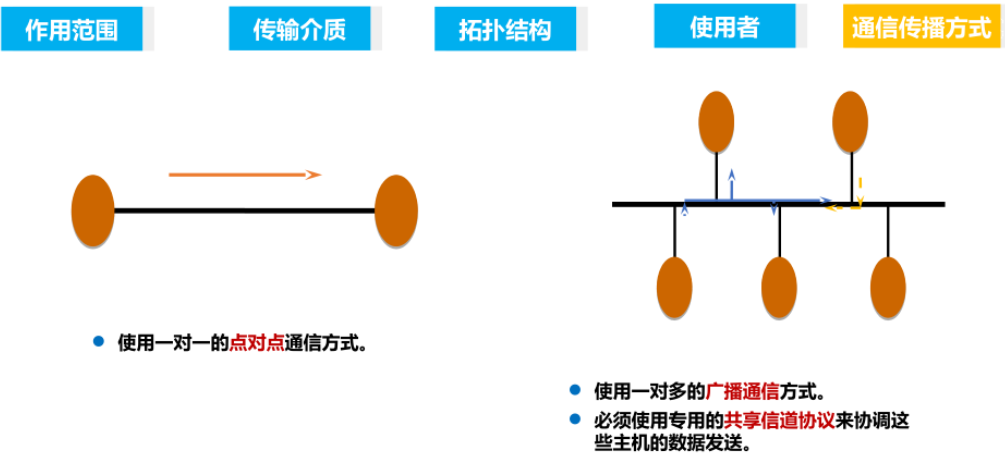 作用范围
传输介质
拓扑结构
使用者
通信传播方式
使用一对一的点对点通信方式。
使用一对多的广播通信方式。
必须使用专用的共享信道协议来协调这
些主机的数据发送。